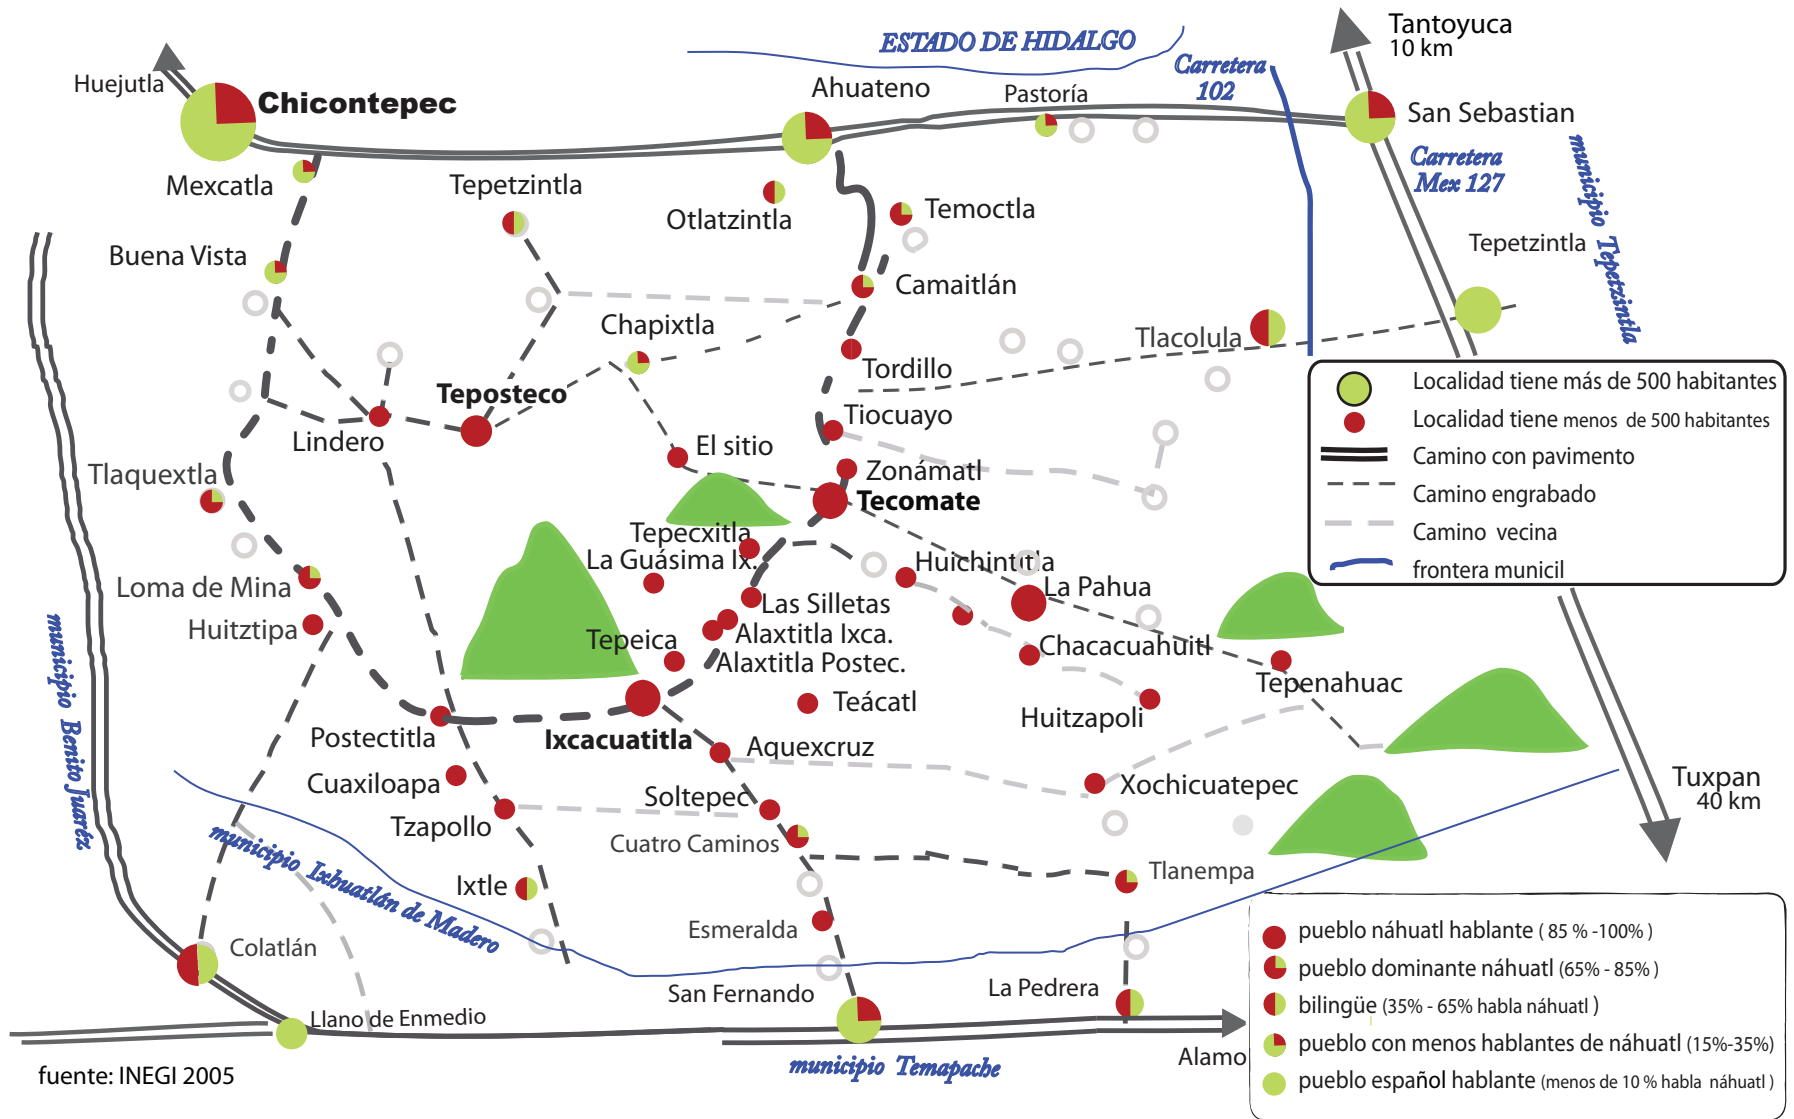 Tantoyuca
10 km
ESTADO DE HIDALGO
Carretera
102
Huejutla
Chicontepec
Ahuateno
Pastoría
San Sebastian
Carretera
Mex 127
municipio Tepetzintla
Mexcatla
Tepetzintla
Otlatzintla
Temoctla
Tepetzintla
Buena Vista
Camaitlán
Chapixtla
Tlacolula
Tordillo
Teposteco
Lindero
Tiocuayo
El sitio
Zonámatl
Tecomate
Tlaquextla
Localidad tiene más de 500 habitantes
Localidad tiene menos de 500 habitantes
Camino con pavimento
Camino engrabado
Camino vecina
frontera municil
Tepecxitla
La Guásima Ix.
Huichintitla
La Pahua
Loma de Mina
Las Silletas
Huitztipa
Alaxtitla Ixca.
Tepeica
Alaxtitla Postec.
Chacacuahuitl
Tepenahuac
Teácatl
Huitzapoli
municipio Benito Juaréz
Postectitla
Ixcacuatitla
Aquexcruz
Cuaxiloapa
Soltepec
Xochicuatepec
Tuxpan
40 km
Tzapollo
Cuatro Caminos
municipio Ixhuatlán de Madero
Ixtle
Tlanempa
Esmeralda
Colatlán
San Fernando
La Pedrera
Llano de Enmedio
Alamo
municipio Temapache
pueblo náhuatl hablante ( 85 % -100% )
pueblo dominante náhuatl (65% - 85% )
bilingüe (35% - 65% habla náhuatl )
pueblo con menos hablantes de náhuatl (15%-35%)
pueblo español hablante (menos de 10 % habla náhuatl )
fuente: INEGI 2005